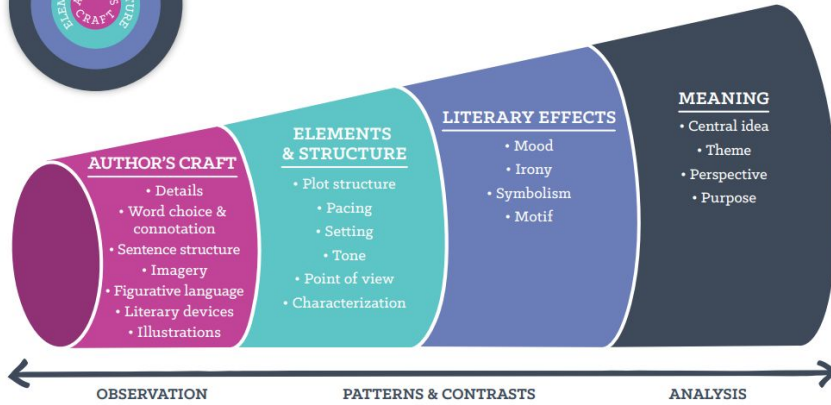 CRAFT
AUTHOR'S CRAFT
• Details
• Word choice &
connotation
• Sentence structure
• Imagery
• Figurative language
• Literary devices
• Illustrations
ELEMENTS
& STRUCTURE
• Plot structure
• Pacing
• Setting
• Tone
• Point of view
• Characterization
LITERARY EFFECTS
• Mood
• Irony
• Symbolism
• Motif
MEANING
• Central idea
• Theme
• Perspective
• Purpose
OBSERVATION
PATTERNS & CONTRASTS
ANALYSIS